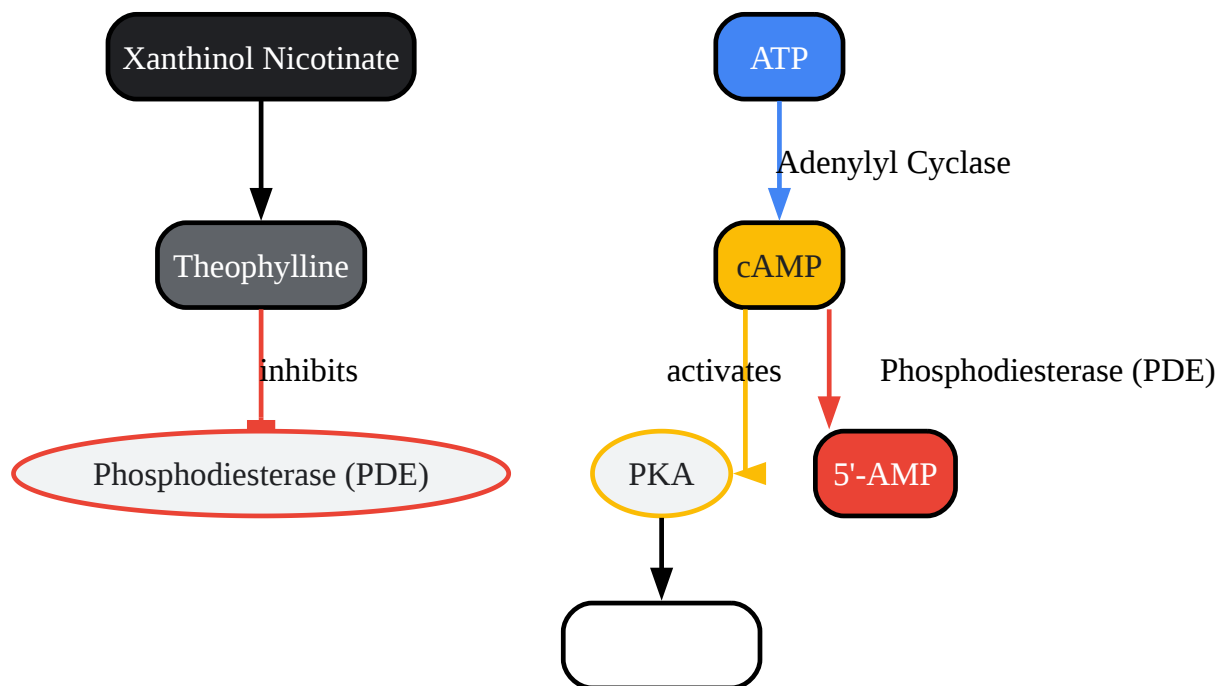 Xanthinol Nicotinate
ATP
Adenylyl Cyclase
Theophylline
cAMP
inhibits
activates
Phosphodiesterase (PDE)
Phosphodiesterase (PDE)
PKA
5'-AMP